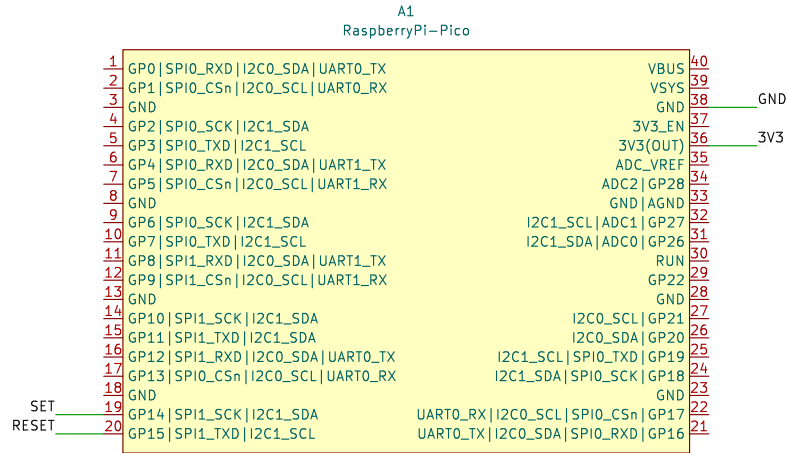 A1
RaspberryPi-Pico
1 GP0|SPI0_RXD|I2C0_SDA|UART0_TX VBUS 40
2 GP1|SPI0_CSn|I2C0_SCL|UART0_RX VSYS 39
3 GND GND 38 GND
4 GP2|SPI0_SCK|I2C1_SDA 3V3_EN 37
5 GP3|SPI0_TXD|I2C1_SCL 3V3(OUT) 36 3V3
6 GP4|SPI0_RXD|I2C0_SDA|UART1_TX ADC_VREF 35
7 GP5|SPI0_CSn|I2C0_SCL|UART1_RX ADC2|GP28 34
8 GND GND|AGND 33
9 GP6|SPI0_SCK|I2C1_SDA I2C1_SCL|ADC1|GP27 32
10 GP7|SPI0_TXD|I2C1_SCL I2C1_SDA|ADC0|GP26 31
11 GP8|SPI1_RXD|I2C0_SDA|UART1_TX RUN 30
12 GP9|SPI1_CSn|I2C0_SCL|UART1_RX GP22 29
13 GND GND 28
14 GP10|SPI1_SCK|I2C1_SDA I2C0_SCL|GP21 27
15 GP11|SPI1_TXD|I2C1_SDA I2C0_SDA|GP20 26
16 GP12|SPI1_RXD|I2C0_SDA|UART0_TX I2C1_SCL|SPI0_TXD|GP19 25
17 GP13|SPI0_CSn|I2C0_SCL|UART0_RX I2C1_SDA|SPI0_SCK|GP18 24
18 GND GND 23
SET 19 GP14|SPI1_SCK|I2C1_SDA UART0_RX|I2C0_SCL|SPI0_CSn|GP17 22
RESET 20 GP15|SPI1_TXD|I2C1_SCL UART0_TX|I2C0_SDA|SPI0_RXD|GP16 21